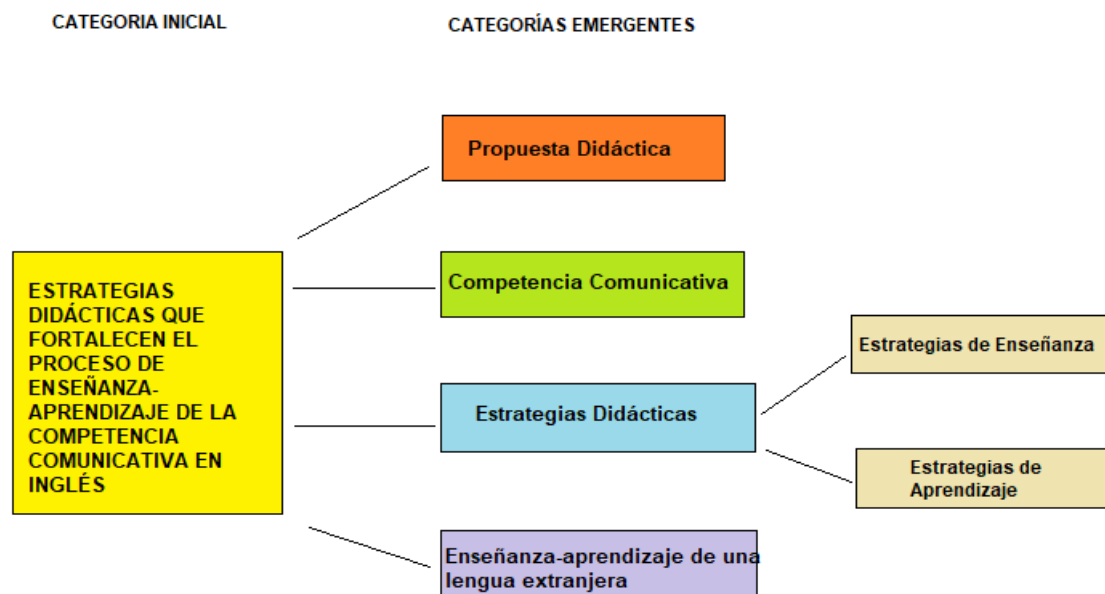 CATEGORIA INICIAL
CATEGORÍAS EMERGENTES
Propuesta Didáctica
ESTRATEGIAS
DIDÁCTICAS QUE
FORTALECEN EL
PROCESO DE
ENSEÑANZA-
APRENDIZAJE DE LA
COMPETENCIA
COMUNICATIVA EN
INGLÉS
Competencia Comunicativa
Estrategias Didácticas
Estrategias de Enseñanza
Estrategias de
Aprendizaje
Enseñanza-aprendizaje de una
lengua extranjera